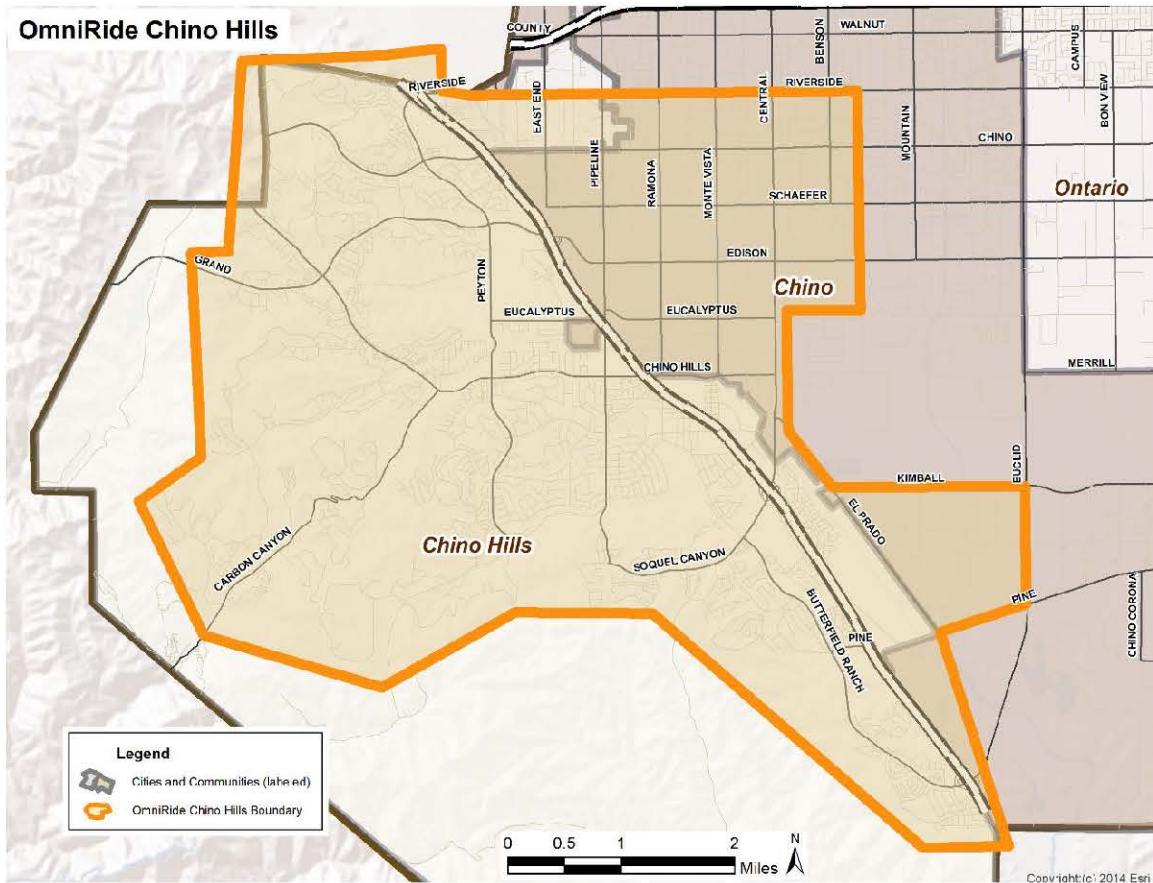 OmniRide Chino Hills
COUNTY
WALNUT
BENSON
CAMPUS
RIVERSIDE
RIVERSIDE
EAST END
CENTRAL
BON VIEW
MOUNTAIN
CHINO
PIPELINE
RAMONA
MONTE VISTA
SCHAEFER
Ontario
EDISON
GRAND
PEYTON
Chino
EUCALYPTUS
EUCALYPTUS
CHINO HILLS
MERRILL
EUCLID
KIMBALL
EL PRADO
CARBON CANYON
Chino Hills
SOQUEL CANYON
PINE
BUTTERFIELD RANCH
PINE
CHINO CORONA
Legend
Cities and Communities (labeled)
OmniRide Chino Hills Boundary
0 0.5 1 2
Miles
N
Copyright:(c) 2014 Esri